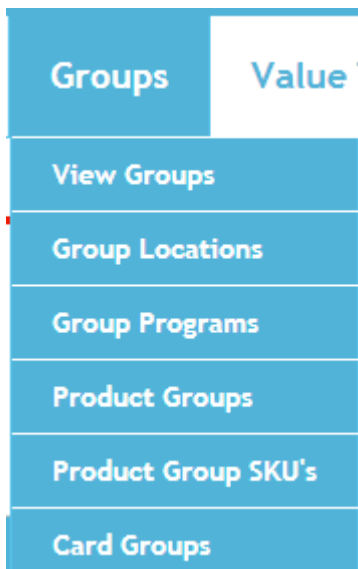 Groups Value
View Groups
Group Locations
Group Programs
Product Groups
Product Group SKU's
Card Groups